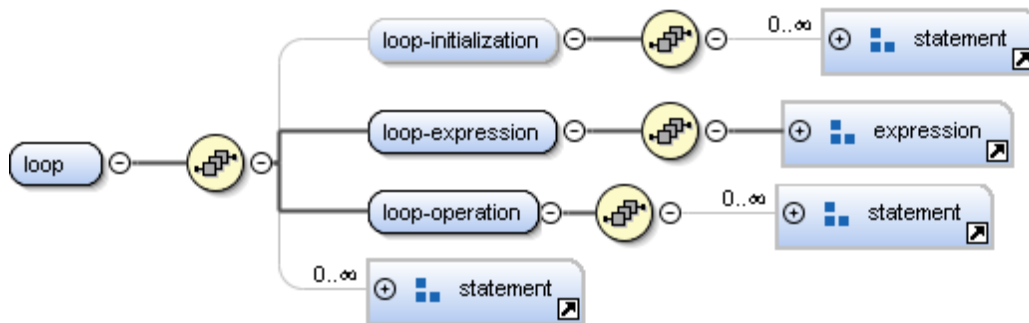 0..∞
loop-initialization
statement
loop-expression
expression
loop
loop-operation
0..∞
statement
0..∞
statement